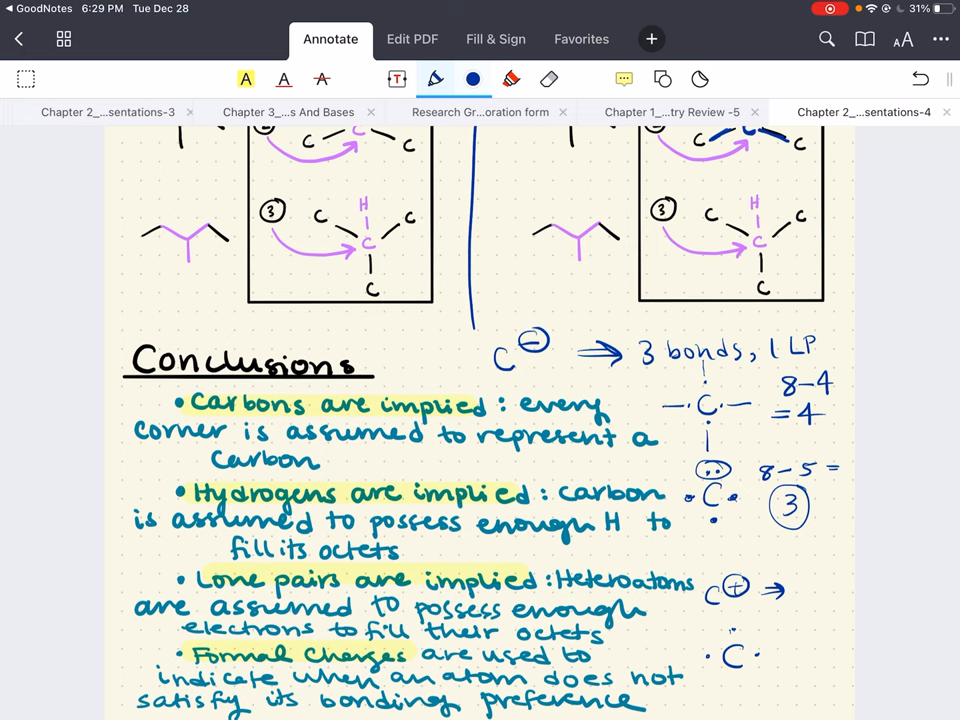 GoodNotes 6:29 PM Tue Dec 28 31%
Annotate Edit PDF Fill & Sign Favorites
AA
A A A T
Chapter 2_...sentations-3 Chapter 3_...s And Bases Research Gr...oration form Chapter 1_...try Review -5 Chapter 2_...sentations-4
C C C C C C
3 C H C C C
3 C H C C C
Conclusions
C⊖ ⇒ 3 bonds, 1 LP
8-4
= 4
—·C·—
• Carbons are implied: every
corner is assumed to represent a
carbon
8-5 =
3
C
• Hydrogens are implied: carbon
is assumed to possess enough H to
fill its octets
• Lone pairs are implied: Heteroatoms
are assumed to possess enough
electrons to fill their octets
C⊕ ⇒
·C·
• Formal Charges are used to
indicate when an atom does not
satisfy its bonding preference